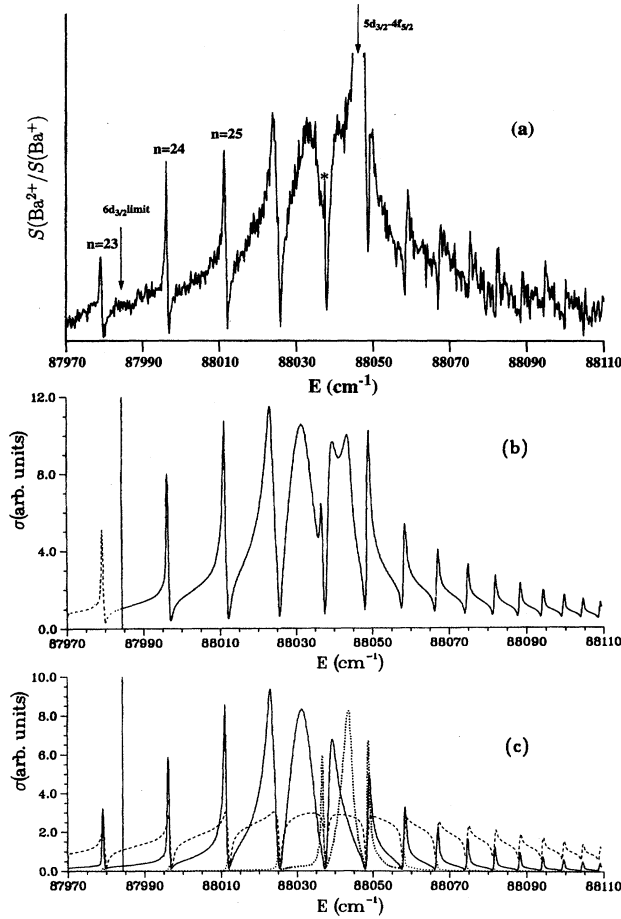 5d3/2-4f5/2
(a)
n=24
n=25
*
6d3/2limit
n=23
S(Ba2+/S(Ba+)
87970 87990 88010 88030 88050 88070 88090 88110
E (cm-1)
12.0
(b)
8.0
4.0
0.0
σ(arb. units)
87970 87990 88010 88030 88050 88070 88090 88110
E (cm-1)
10.0
8.0
(c)
6.0
4.0
2.0
0.0
σ(arb. units)
87970 87990 88010 88030 88050 88070 88090 88110
E (cm-1)